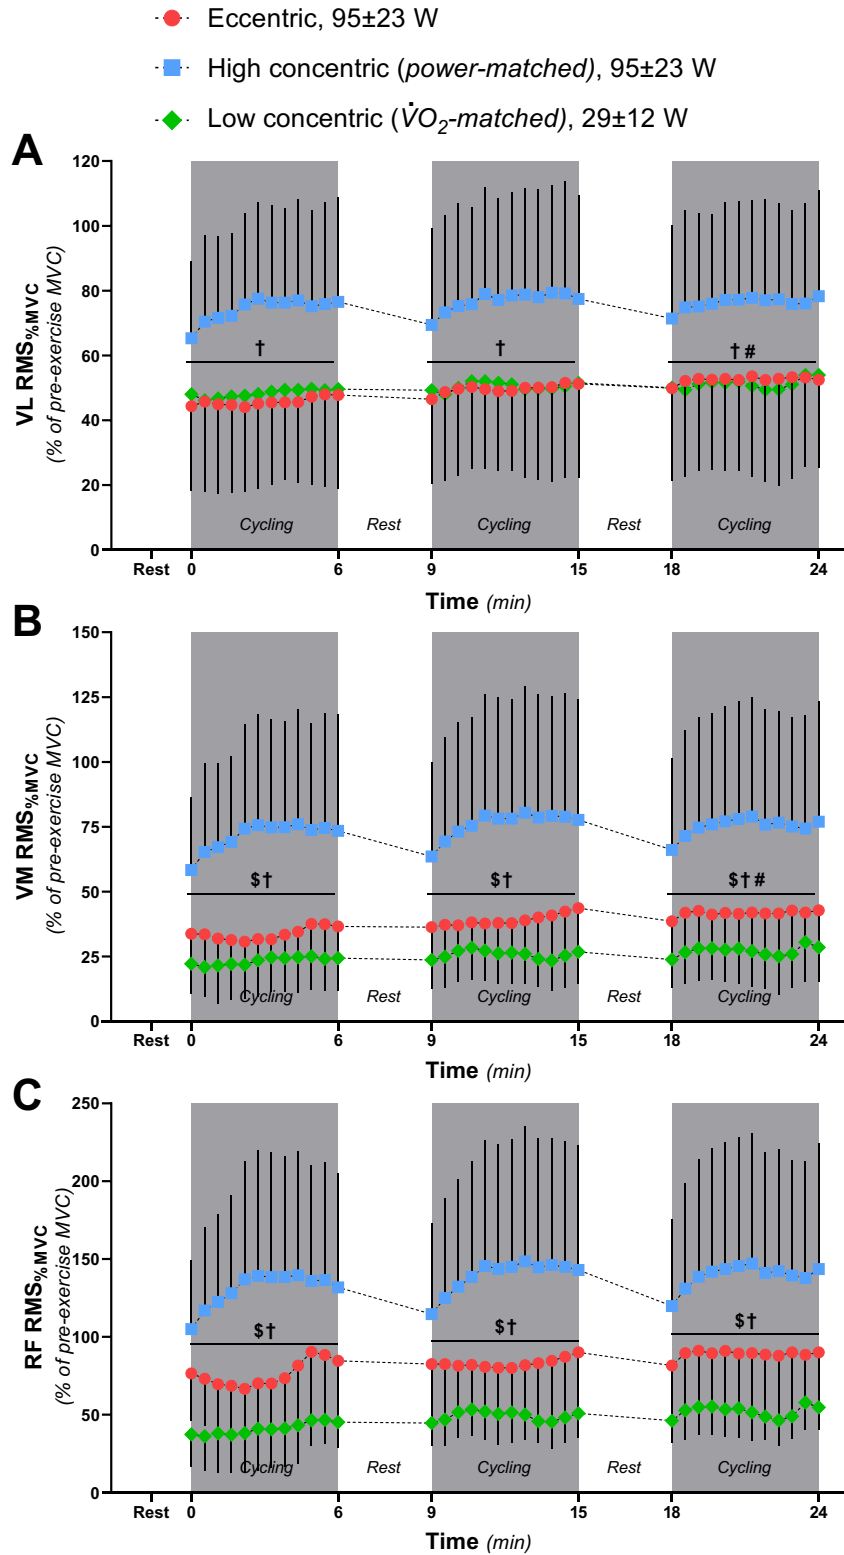 Eccentric, 95±23 W
High concentric (power-matched), 95±23 W
Low concentric (V̇O2-matched), 29±12 W
A
VL RMS%MVC
(% of pre-exercise MVC)
120
100
80
60
40
20
0
†
†
† #
Cycling
Rest
Cycling
Rest
Cycling
Rest
0
6
9
15
18
24
Time (min)
B
VM RMS%MVC
(% of pre-exercise MVC)
150
125
100
75
50
25
0
$ †
$ †
$ † #
Cycling
Rest
Cycling
Rest
Cycling
Rest
0
6
9
15
18
24
Time (min)
C
RF RMS%MVC
(% of pre-exercise MVC)
250
200
150
100
50
0
$ †
$ †
$ †
Cycling
Rest
Cycling
Rest
Cycling
Rest
0
6
9
15
18
24
Time (min)